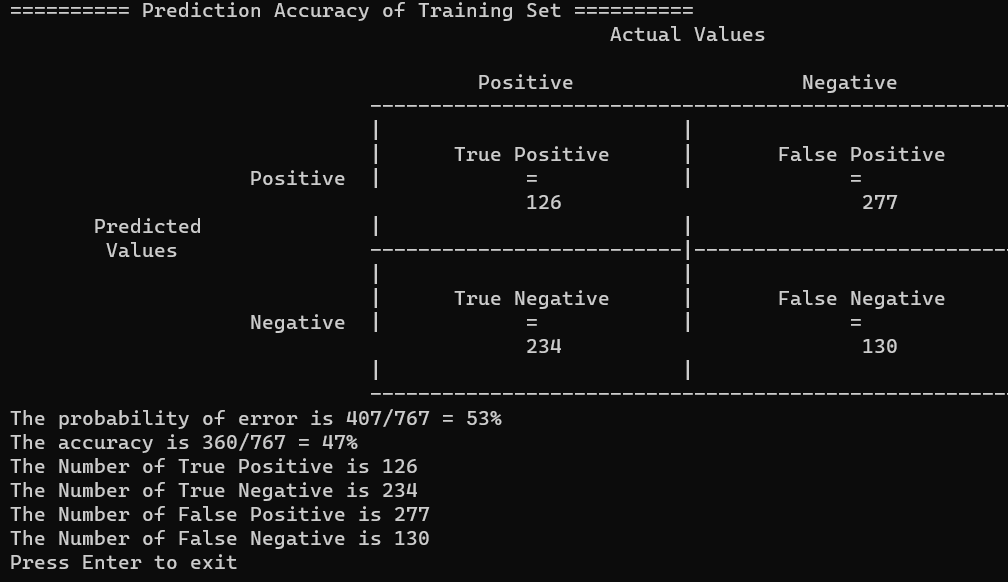 ========== Prediction Accuracy of Training Set ==========
Actual Values
Positive Negative
True Positive False Positive
Positive = =
126 277
Predicted
Values
True Negative False Negative
Negative = =
234 130
The probability of error is 407/767 = 53%
The accuracy is 360/767 = 47%
The Number of True Positive is 126
The Number of True Negative is 234
The Number of False Positive is 277
The Number of False Negative is 130
Press Enter to exit